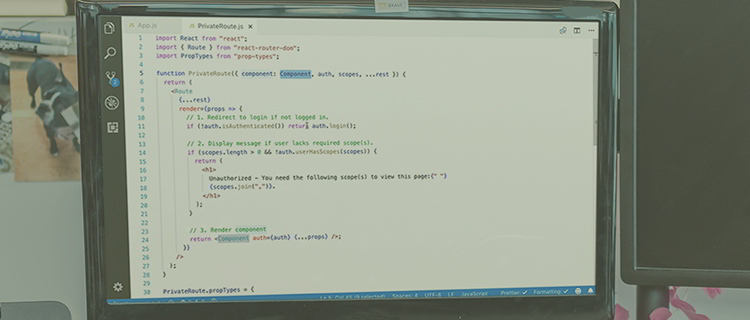 App.js PrivateRoute.js
1 import React from "react";
2 import { Route } from "react-router-dom";
3 import PropTypes from "prop-types";
4
5 function PrivateRoute({ component: Component, auth, scopes, ...rest }) {
6 return (
7 <Route
8 {...rest}
9 render={props => {
10 // 1. Redirect to login if not logged in.
11 if (!auth.isAuthenticated()) return auth.login();
12
13 // 2. Display message if user lacks required scope(s).
14 if (scopes.length > 0 && !auth.userHasScopes(scopes)) {
15 return (
16 <h1>
17 Unauthorized - You need the following scope(s) to view this page:{" "}
18 {scopes.join(",")}.
19 </h1>
20 );
21 }
22
23 // 3. Render component
24 return <Component auth={auth} {...props} />;
25 }}
26 />
27 );
28 }
29
30 PrivateRoute.propTypes = {
Spaces: 4 UTF-8 LF JavaScript Prettier Formatting